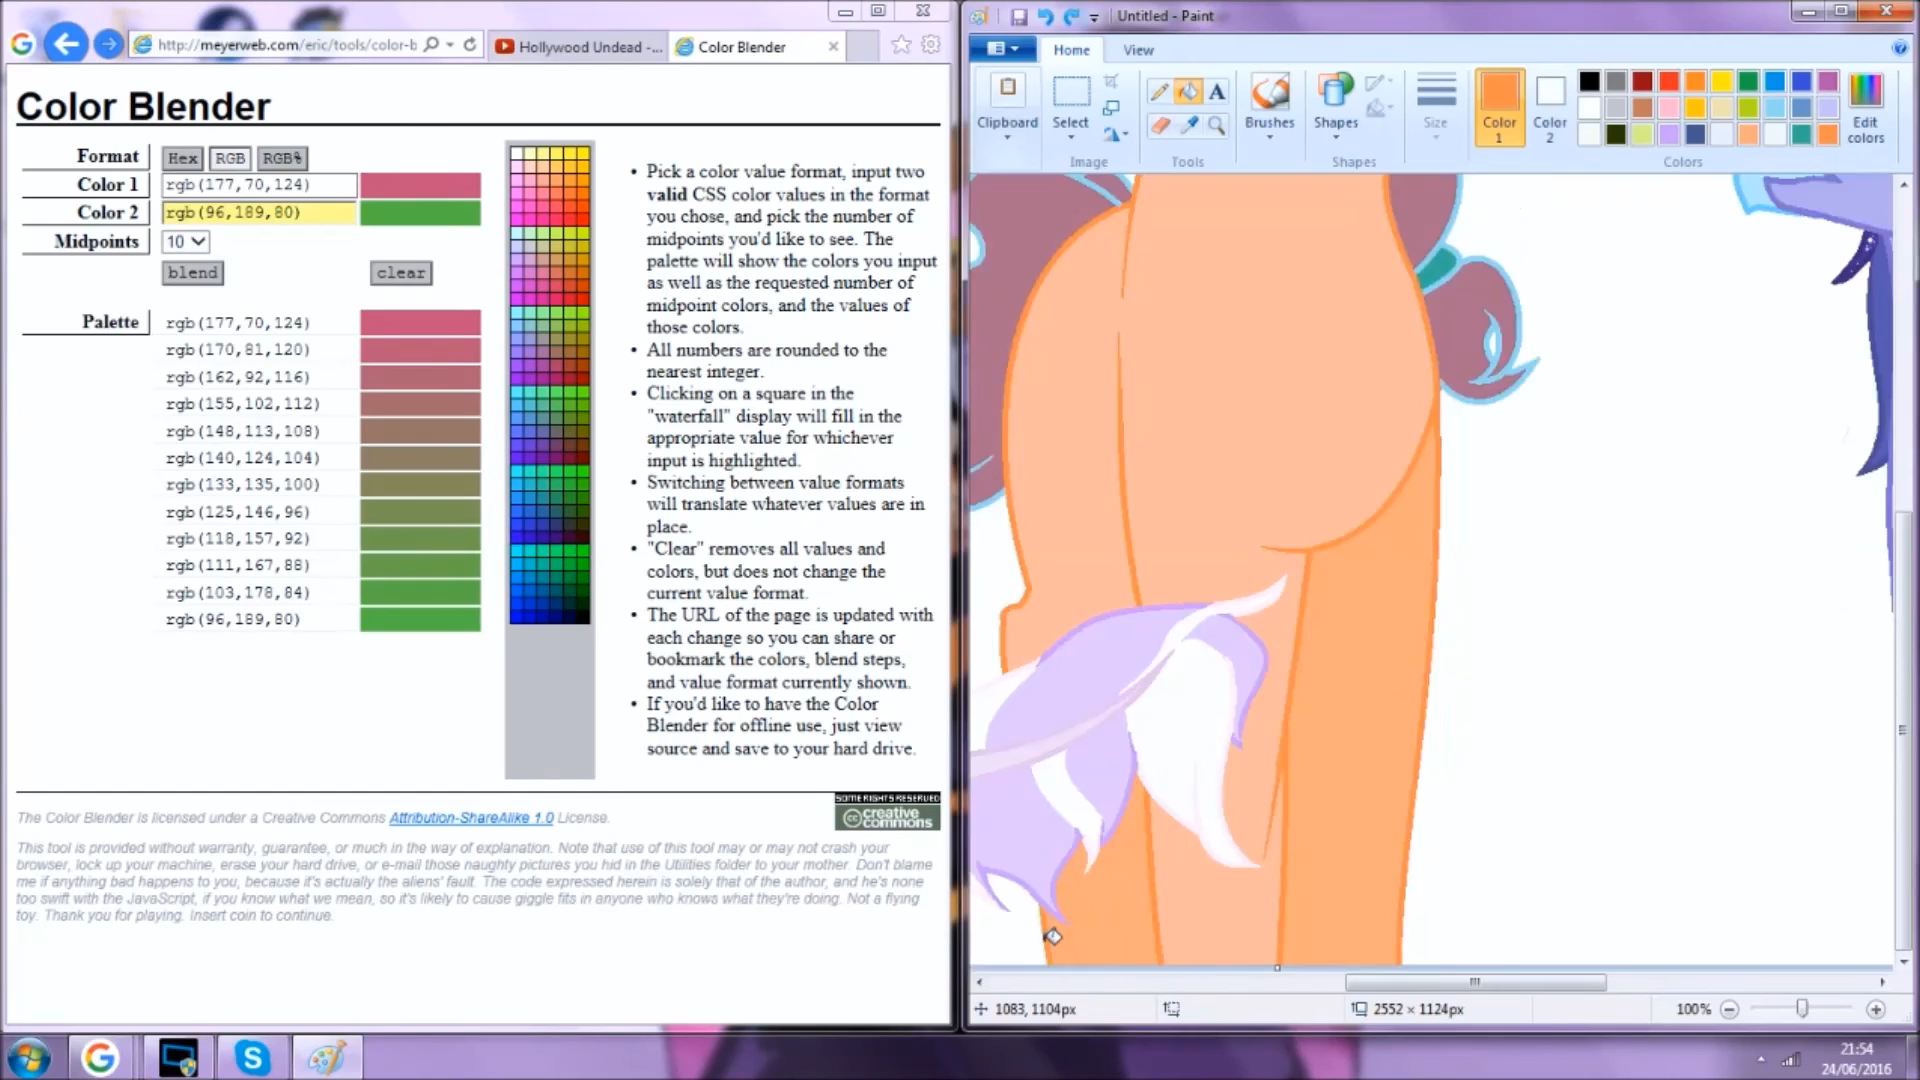 http://meyerweb.com/eric/tools/color-b
Hollywood Undead -...
Color Blender
Color Blender
Format
Hex
RGB
RGB%
Color 1
rgb(177,70,124)
Color 2
rgb(96,189,80)
Midpoints
10
blend
clear
Palette
rgb(177,70,124)
rgb(170,81,120)
rgb(162,92,116)
rgb(155,102,112)
rgb(148,113,108)
rgb(140,124,104)
rgb(133,135,100)
rgb(125,146,96)
rgb(118,157,92)
rgb(111,167,88)
rgb(103,178,84)
rgb(96,189,80)
• Pick a color value format, input two
valid CSS color values in the format
you chose, and pick the number of
midpoints you'd like to see. The
palette will show the colors you input
as well as the requested number of
midpoint colors, and the values of
those colors.
• All numbers are rounded to the
nearest integer.
• Clicking on a square in the
"waterfall" display will fill in the
appropriate value for whichever
input is highlighted.
• Switching between value formats
will translate whatever values are in
place.
• "Clear" removes all values and
colors, but does not change the
current value format.
• The URL of the page is updated with
each change so you can share or
bookmark the colors, blend steps,
and value format currently shown.
• If you'd like to have the Color
Blender for offline use, just view
source and save to your hard drive.
The Color Blender is licensed under a Creative Commons Attribution-ShareAlike 1.0 License.
SOME RIGHTS RESERVED
cc creative
commons
This tool is provided without warranty, guarantee, or much in the way of explanation. Note that use of this tool may or may not crash your
browser, lock up your machine, erase your hard drive, or e-mail those naughty pictures you hid in the Utilities folder to your mother. Don't blame
me if anything bad happens to you, because it's actually the aliens' fault. The code expressed herein is solely that of the author, and he's none
too swift with the JavaScript, if you know what we mean, so it's likely to cause giggle fits in anyone who knows what they're doing. Not a flying
toy. Thank you for playing. Insert coin to continue.
Untitled - Paint
Home
View
Clipboard
Select
Image
A
Tools
Brushes
Shapes
Shapes
Size
Color
1
Color
2
Edit
colors
Colors
1083, 1104px
2552 × 1124px
100%
21:54
24/06/2016